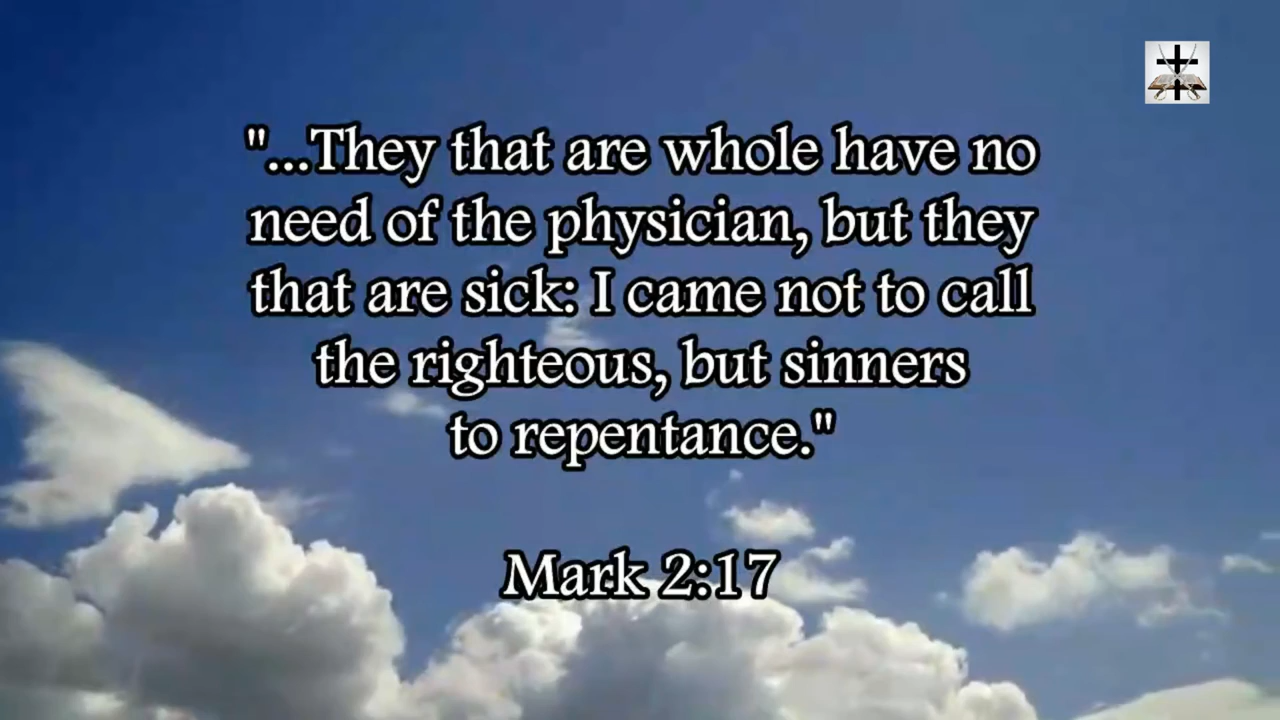 "...They that are whole have no
need of the physician, but they
that are sick: I came not to call
the righteous, but sinners
to repentance."
Mark 2:17